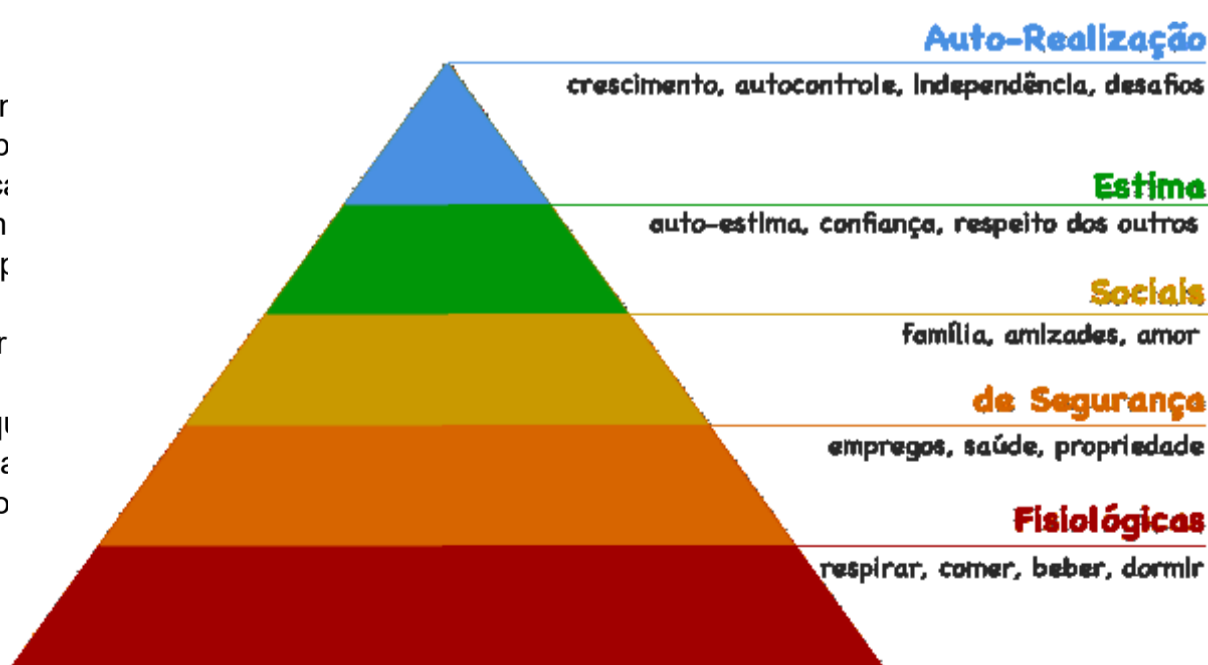 Auto-Realização
crescimento, autocontrole, Independência, desafios
Estima
auto-estima, confiança, respeito dos outros
Sociais
família, amizades, amor
de Segurança
empregos, saúde, propriedade
Fisiológicas
respirar, comer, beber, dormir